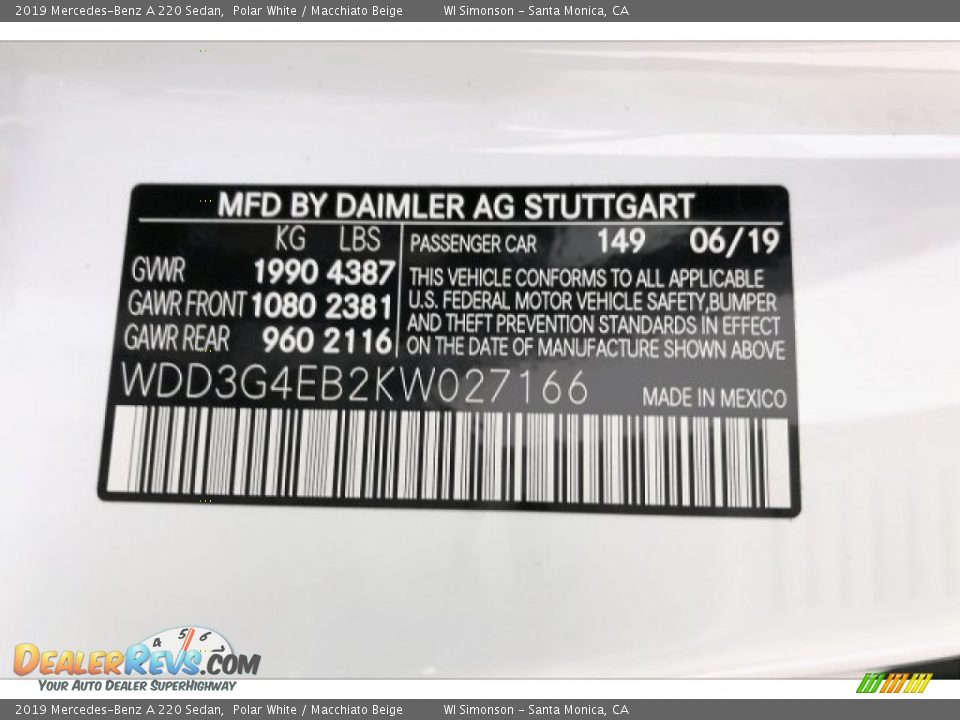 2019 Mercedes-Benz A 220 Sedan, Polar White / Macchiato Beige WI Simonson - Santa Monica, CA
MFD BY DAIMLER AG STUTTGART
KG LBS
GVWR 1990 4387
GAWR FRONT 1080 2381
GAWR REAR 960 2116
PASSENGER CAR 149 06/19
THIS VEHICLE CONFORMS TO ALL APPLICABLE
U.S. FEDERAL MOTOR VEHICLE SAFETY,BUMPER
AND THEFT PREVENTION STANDARDS IN EFFECT
ON THE DATE OF MANUFACTURE SHOWN ABOVE
WDD3G4EB2KW027166 MADE IN MEXICO
4 5 6 7
DEALERREVS.COM
YOUR AUTO DEALER SUPERHIGHWAY
2019 Mercedes-Benz A 220 Sedan, Polar White / Macchiato Beige WI Simonson - Santa Monica, CA